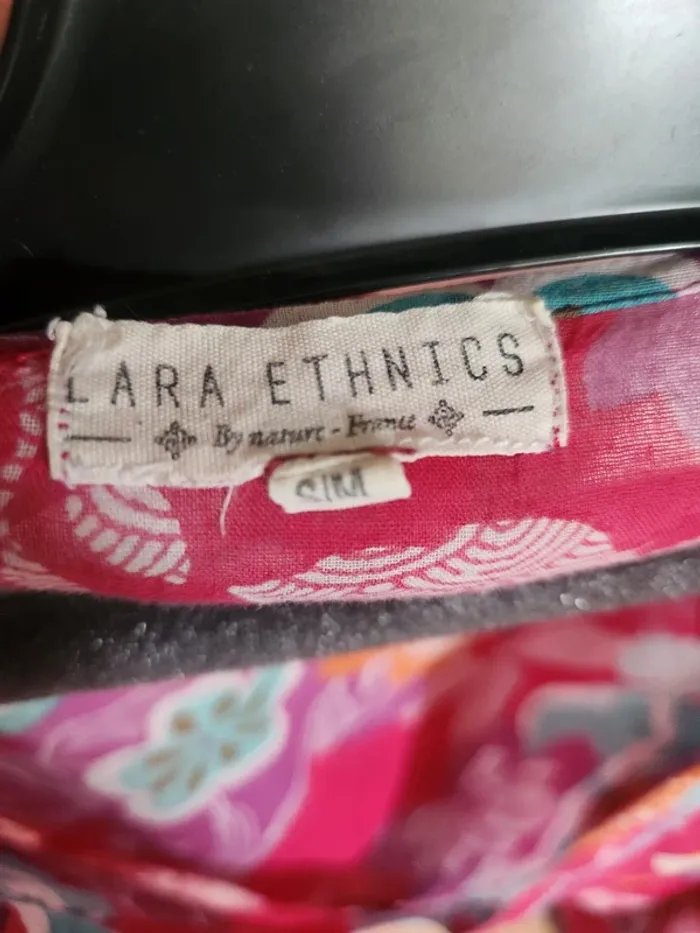 LARA ETHNICS
By nature - France
S/M